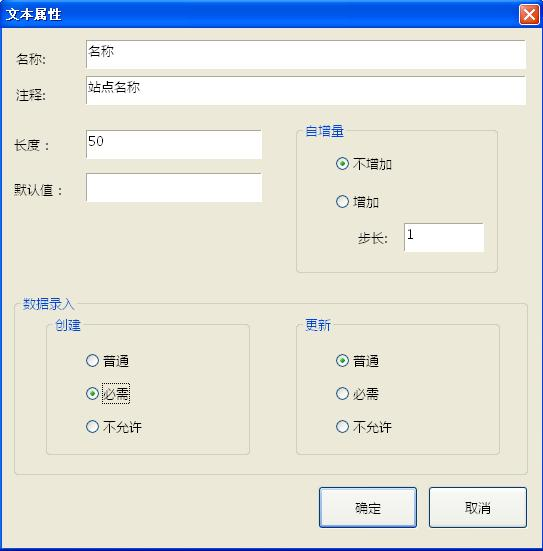 文本属性
名称: 名称
注释: 站点名称
长度： 50
默认值：
自增量
不增加
增加
步长: 1
数据录入
创建
普通
必需
不允许
更新
普通
必需
不允许
确定 取消